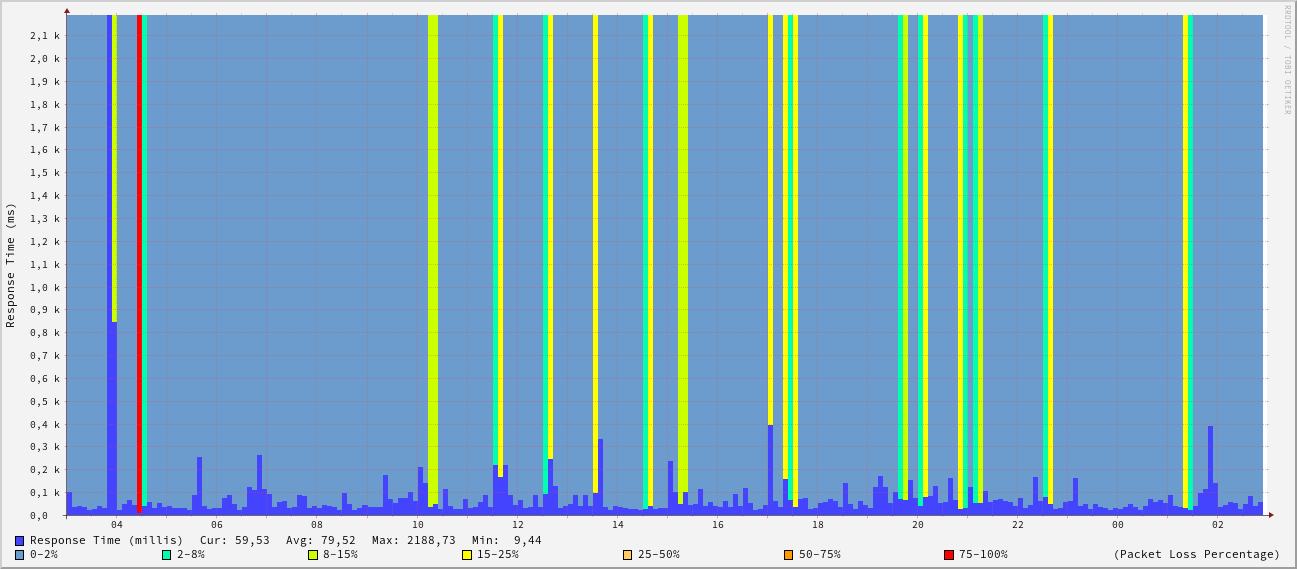 RRDTOOL / TOBI OETIKER
Response Time (ms)
2,1 k
2,0 k
1,9 k
1,8 k
1,7 k
1,6 k
1,5 k
1,4 k
1,3 k
1,2 k
1,1 k
1,0 k
0,9 k
0,8 k
0,7 k
0,6 k
0,5 k
0,4 k
0,3 k
0,2 k
0,1 k
0,0
04 06 08 10 12 14 16 18 20 22 00 02
Response Time (millis) Cur: 59,53 Avg: 79,52 Max: 2188,73 Min: 9,44
0-2% 2-8% 8-15% 15-25% 25-50% 50-75% 75-100% (Packet Loss Percentage)